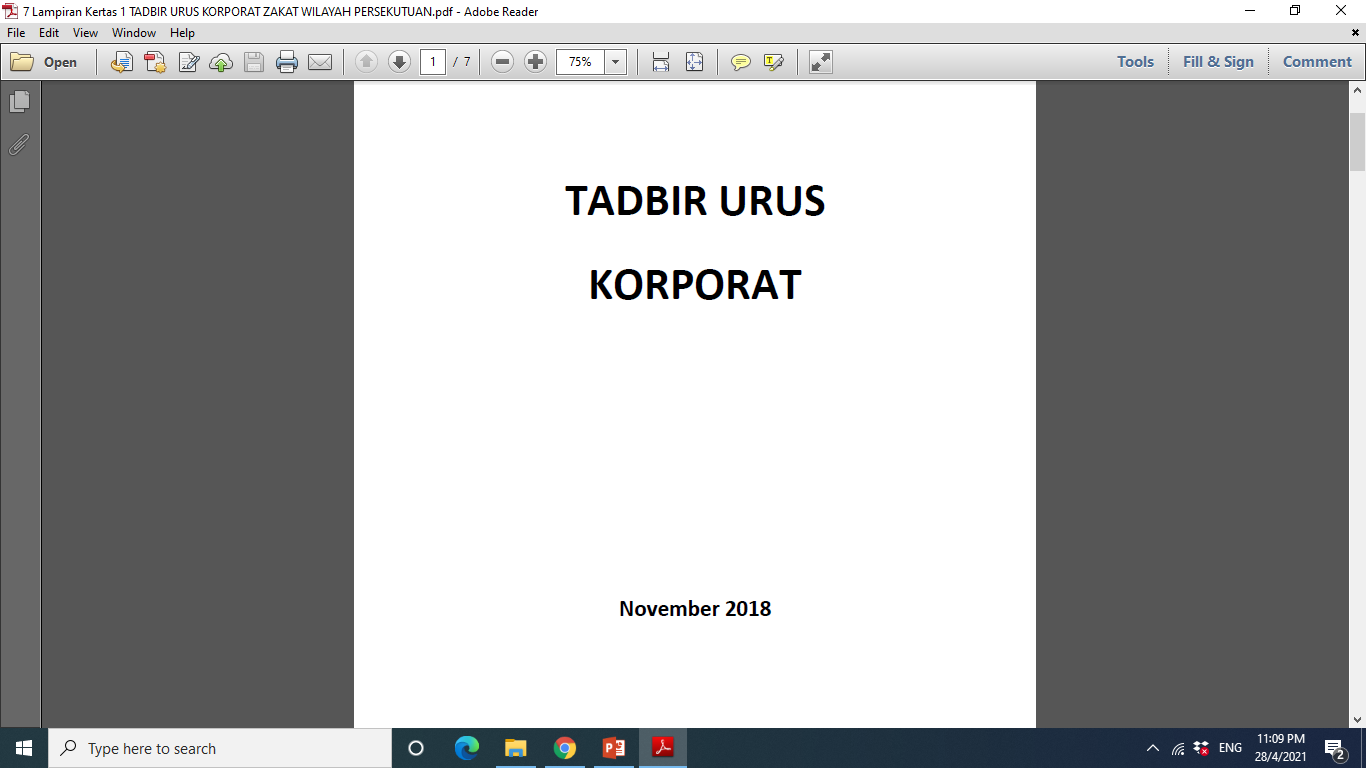 7 Lampiran Kertas 1 TADBIR URUS KORPORAT ZAKAT WILAYAH PERSEKUTUAN.pdf - Adobe Reader
File Edit View Window Help
Open 1 / 7 75% Tools Fill & Sign Comment
TADBIR URUS
KORPORAT
November 2018
Type here to search
ENG
11:09 PM
28/4/2021
2